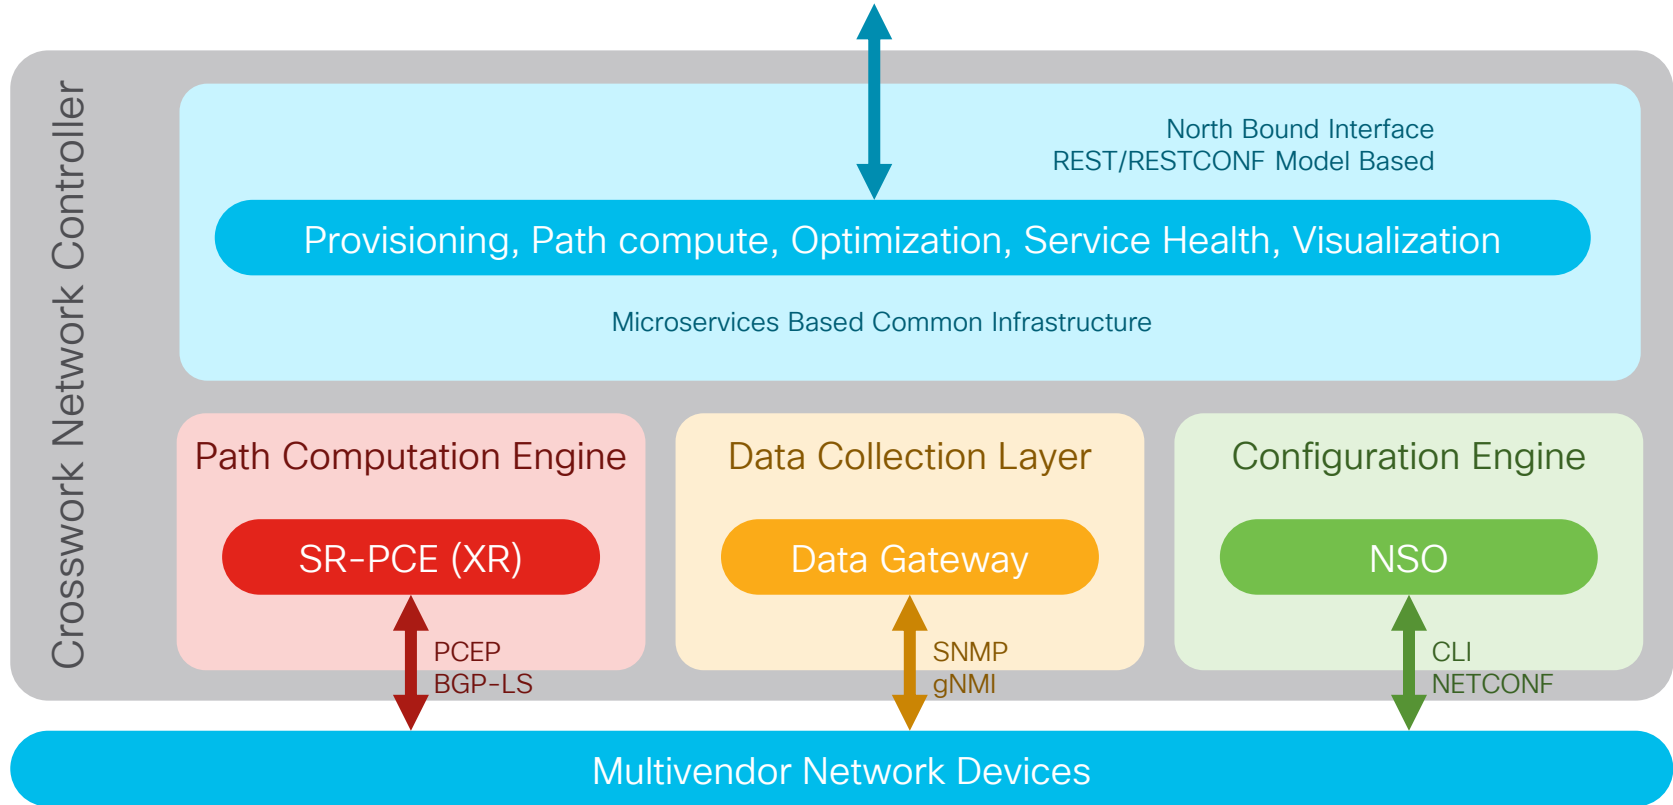 Crosswork Network Controller
North Bound Interface
REST/RESTCONF Model Based
Provisioning, Path compute, Optimization, Service Health, Visualization
Microservices Based Common Infrastructure
Path Computation Engine
SR-PCE (XR)
PCEP
BGP-LS
Data Collection Layer
Data Gateway
SNMP
gNMI
Configuration Engine
NSO
CLI
NETCONF
Multivendor Network Devices